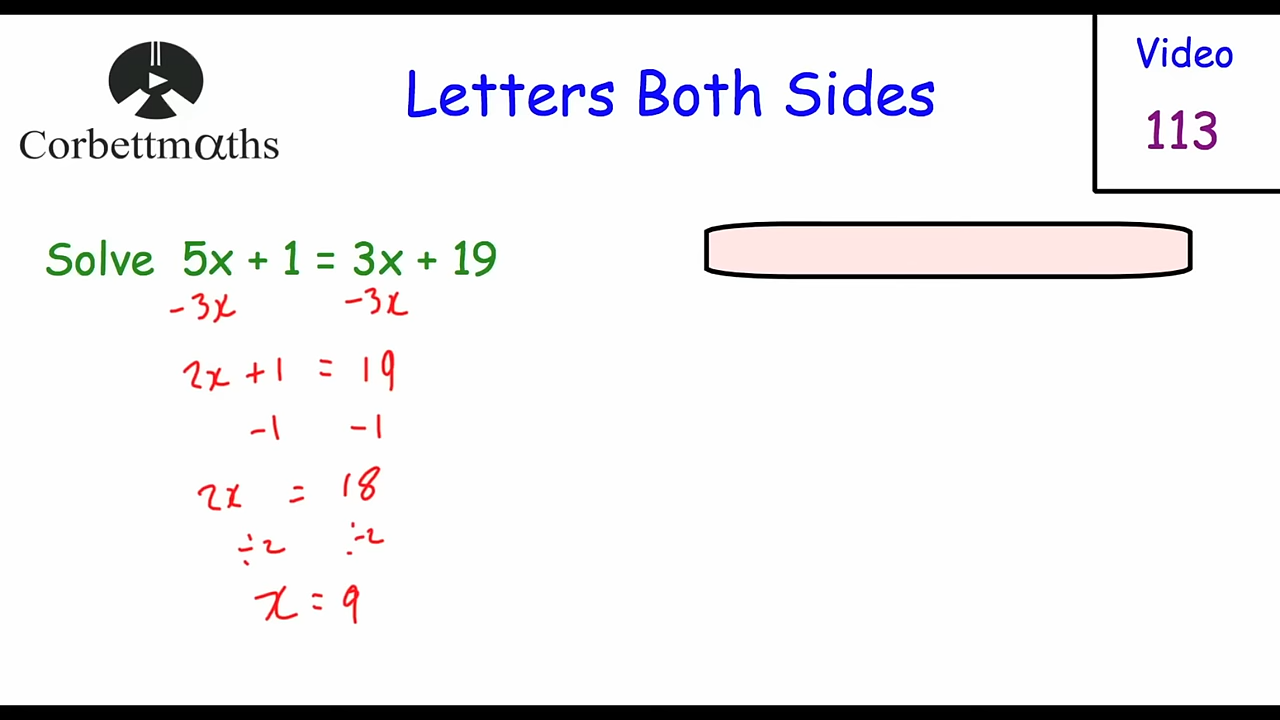 Corbettmαths
Letters Both Sides
Video
113
Solve 5x + 1 = 3x + 19
-3x -3x
2x +1 = 19
-1 -1
2x = 18
÷2 ÷2
x = 9